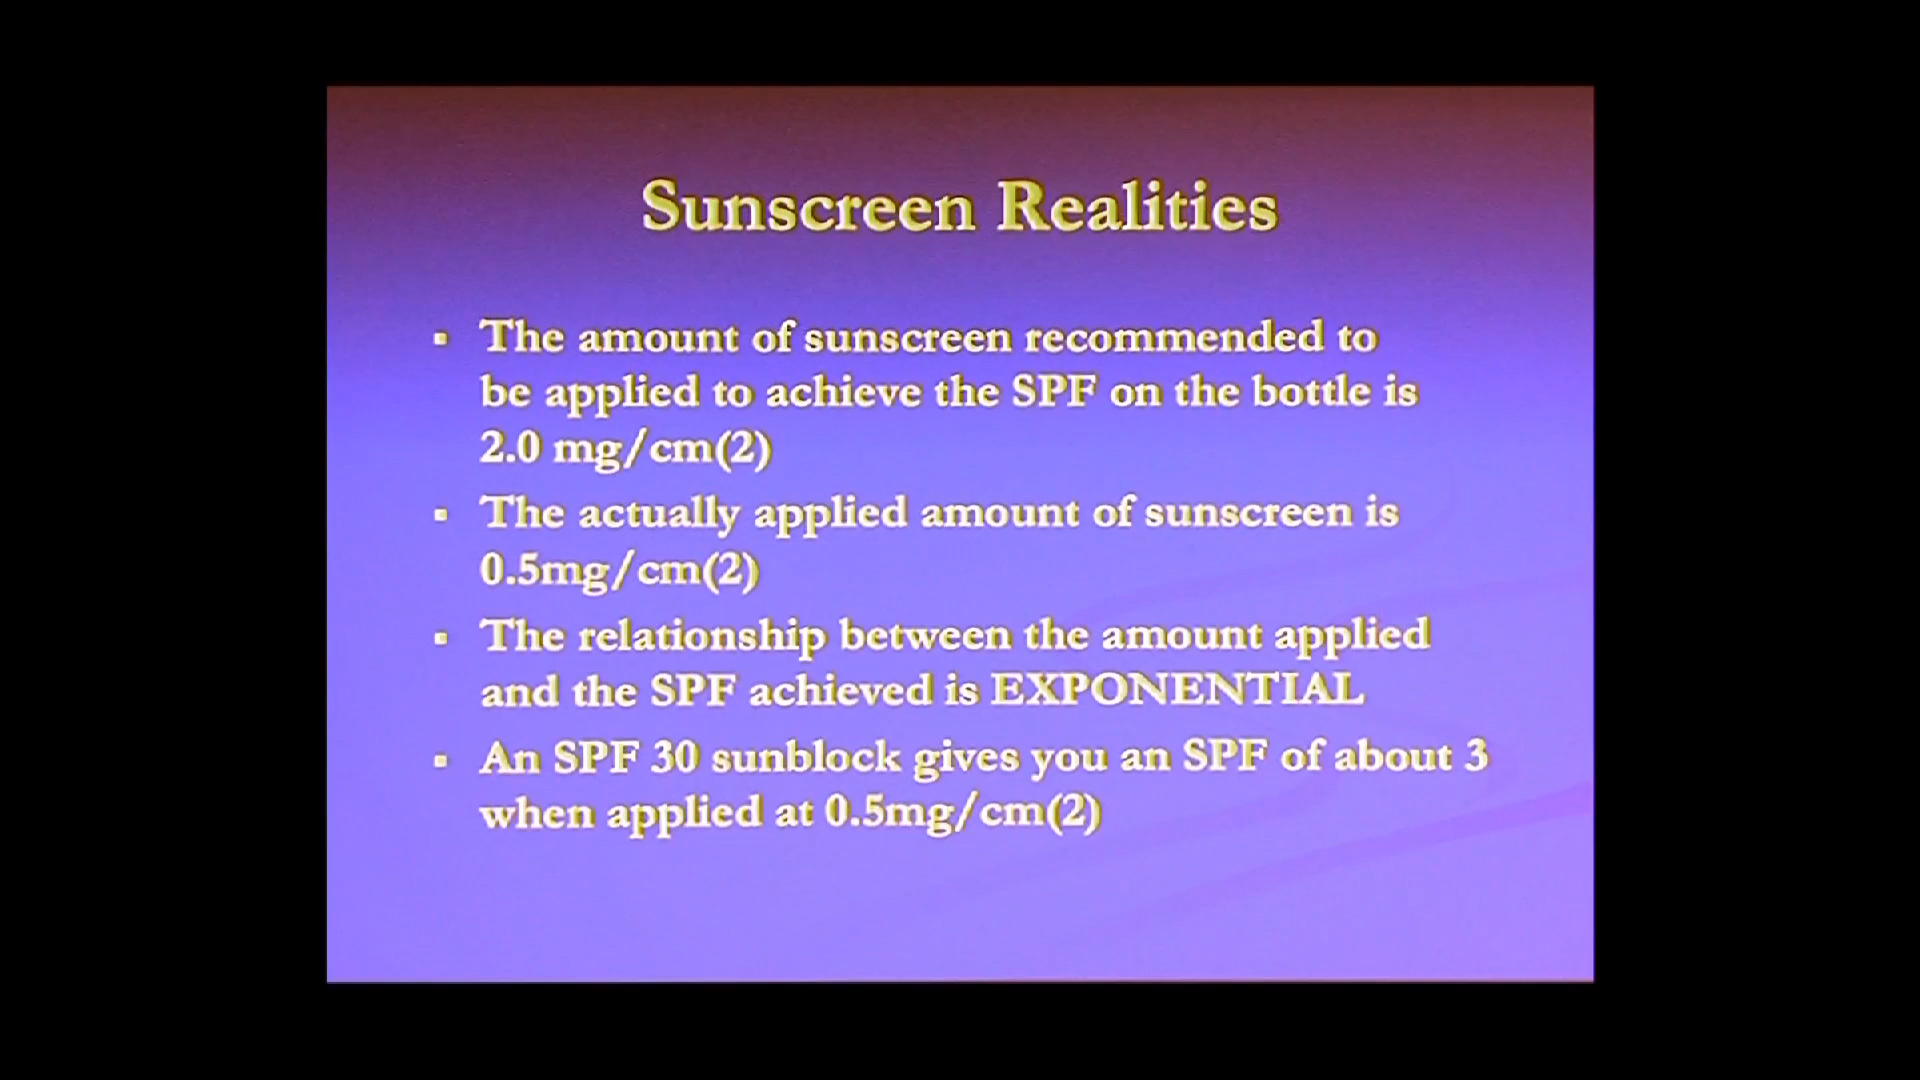 Sunscreen Realities
▪ The amount of sunscreen recommended to
be applied to achieve the SPF on the bottle is
2.0 mg/cm(2)
▪ The actually applied amount of sunscreen is
0.5mg/cm(2)
▪ The relationship between the amount applied
and the SPF achieved is EXPONENTIAL
▪ An SPF 30 sunblock gives you an SPF of about 3
when applied at 0.5mg/cm(2)